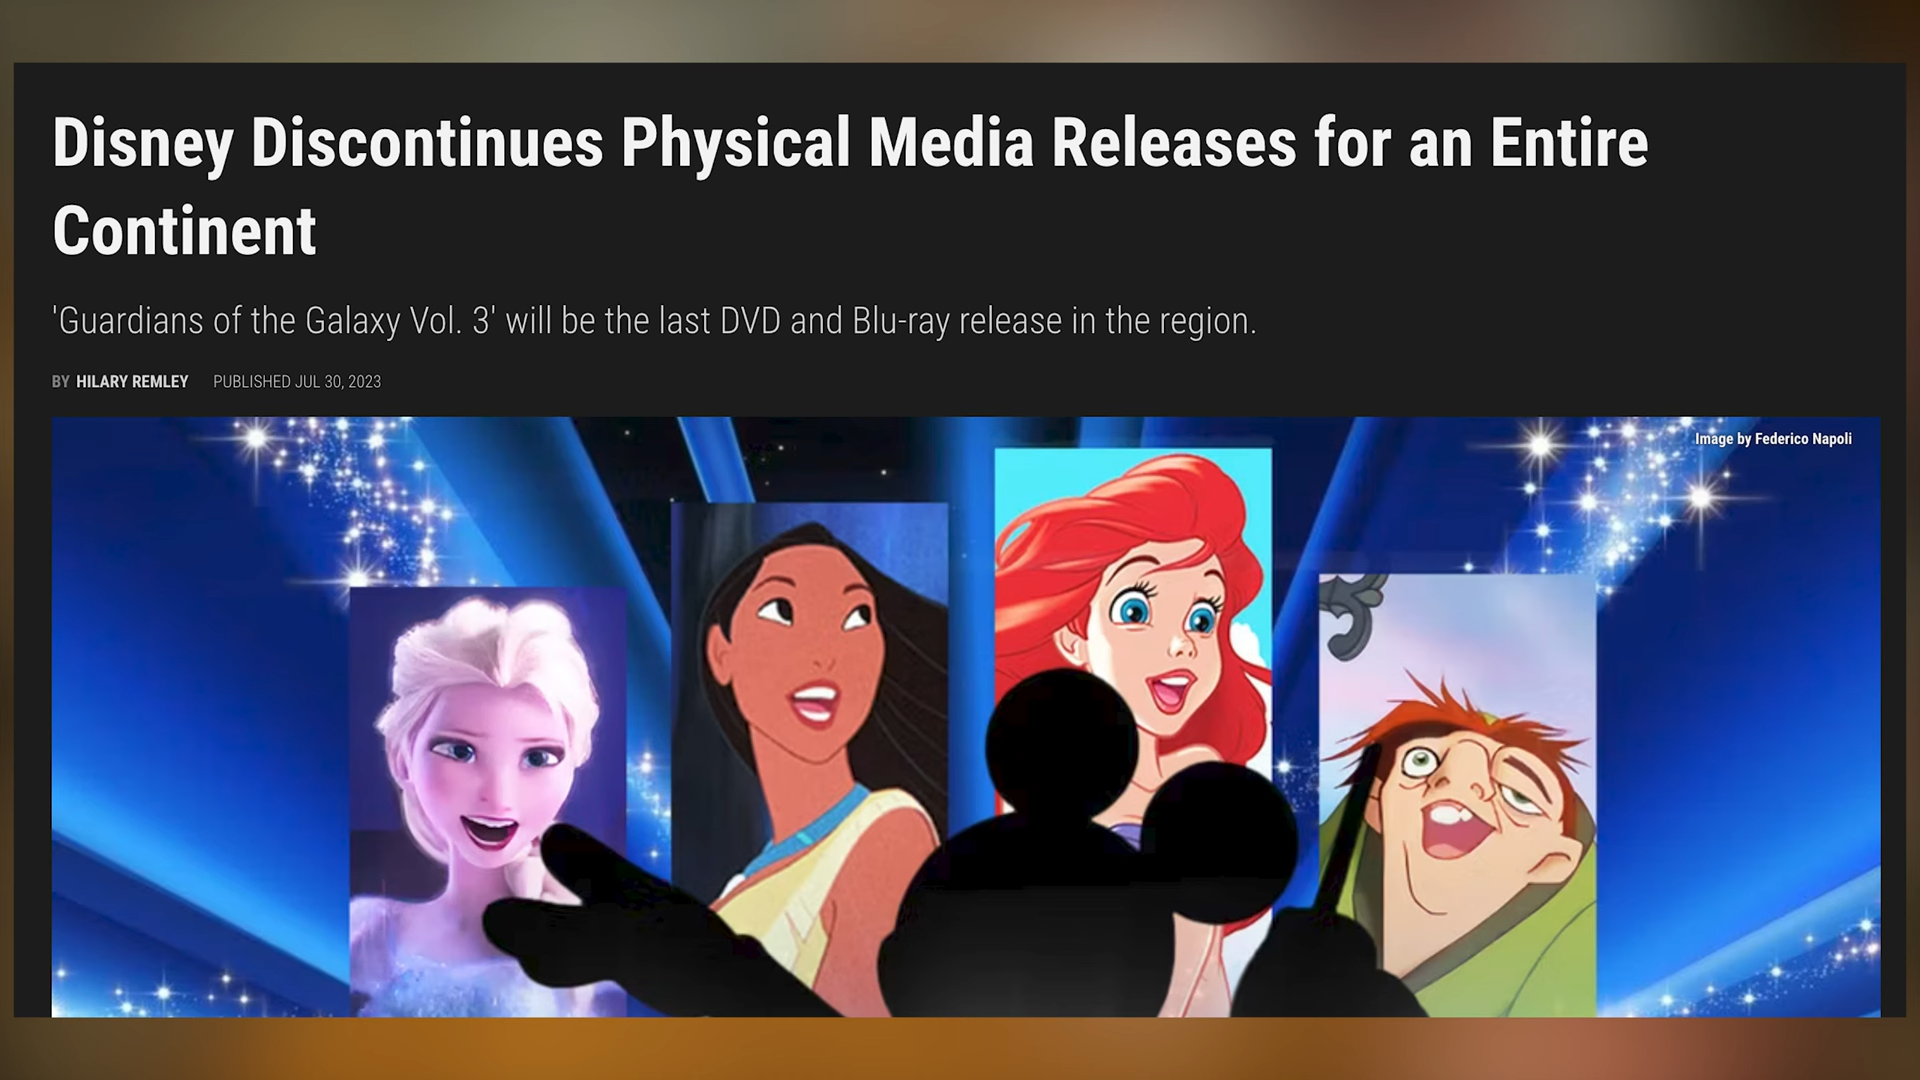 Disney Discontinues Physical Media Releases for an Entire
Continent
'Guardians of the Galaxy Vol. 3' will be the last DVD and Blu-ray release in the region.
BY HILARY REMLEY PUBLISHED JUL 30, 2023
Image by Federico Napoli